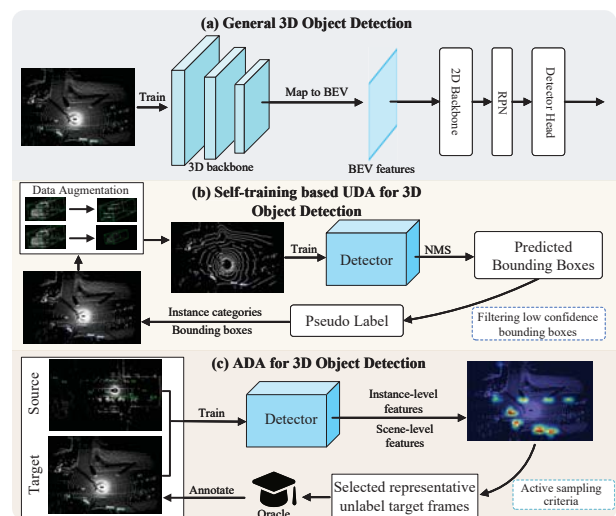 (a) General 3D Object Detection
Train
Map to BEV
3D backbone
BEV features
2D Backbone
RPN
Detector Head
(b) Self-training based UDA for 3D
Object Detection
Data Augmentation
Train
Detector
NMS
Predicted
Bounding Boxes
Instance categories
Bounding boxes
Pseudo Label
Filtering low confidence
bounding boxes
(c) ADA for 3D Object Detection
Source
Target
Train
Detector
Instance-level
features
Scene-level
features
Annotate
Oracle
Selected representative
unlabel target frames
Active sampling
criteria